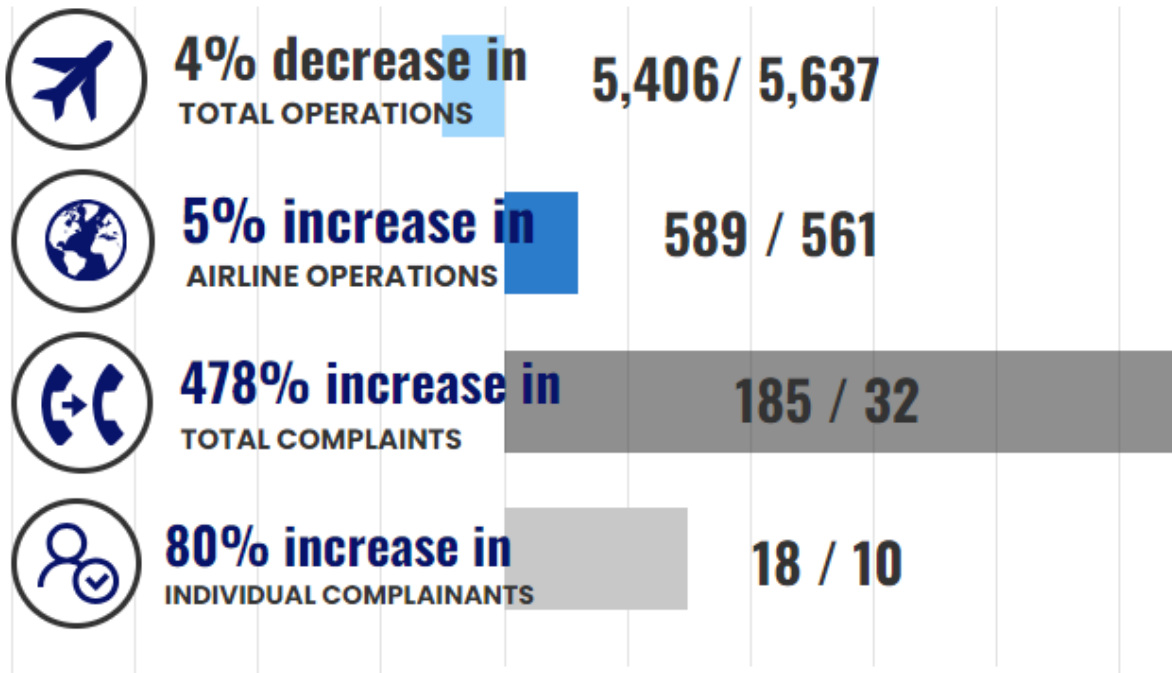 4% decrease in
TOTAL OPERATIONS
5,406/ 5,637
5% increase in
AIRLINE OPERATIONS
589 / 561
478% increase in
TOTAL COMPLAINTS
185 / 32
80% increase in
INDIVIDUAL COMPLAINANTS
18 / 10